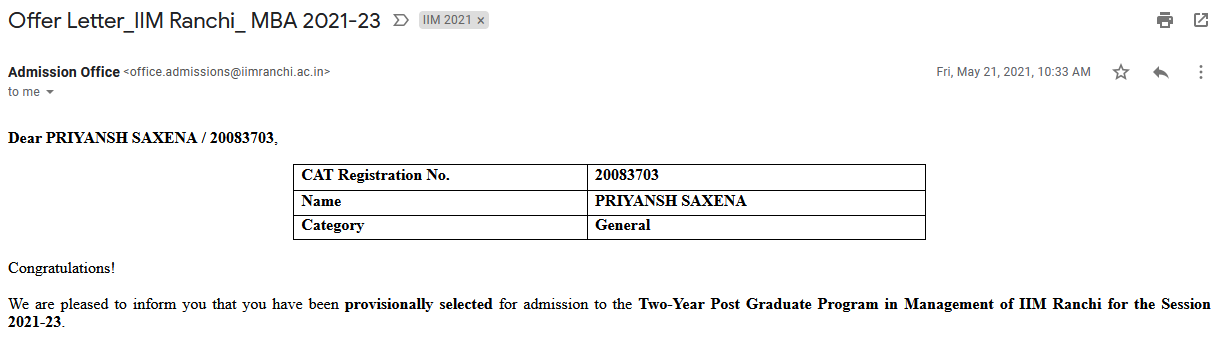 Offer Letter_IIM Ranchi_ MBA 2021-23 IIM 2021 ×
Admission Office <office.admissions@iimranchi.ac.in> Fri, May 21, 2021, 10:33 AM
to me
Dear PRIYANSH SAXENA / 20083703,
CAT Registration No. 20083703
Name PRIYANSH SAXENA
Category General
Congratulations!
We are pleased to inform you that you have been provisionally selected for admission to the Two-Year Post Graduate Program in Management of IIM Ranchi for the Session
2021-23.